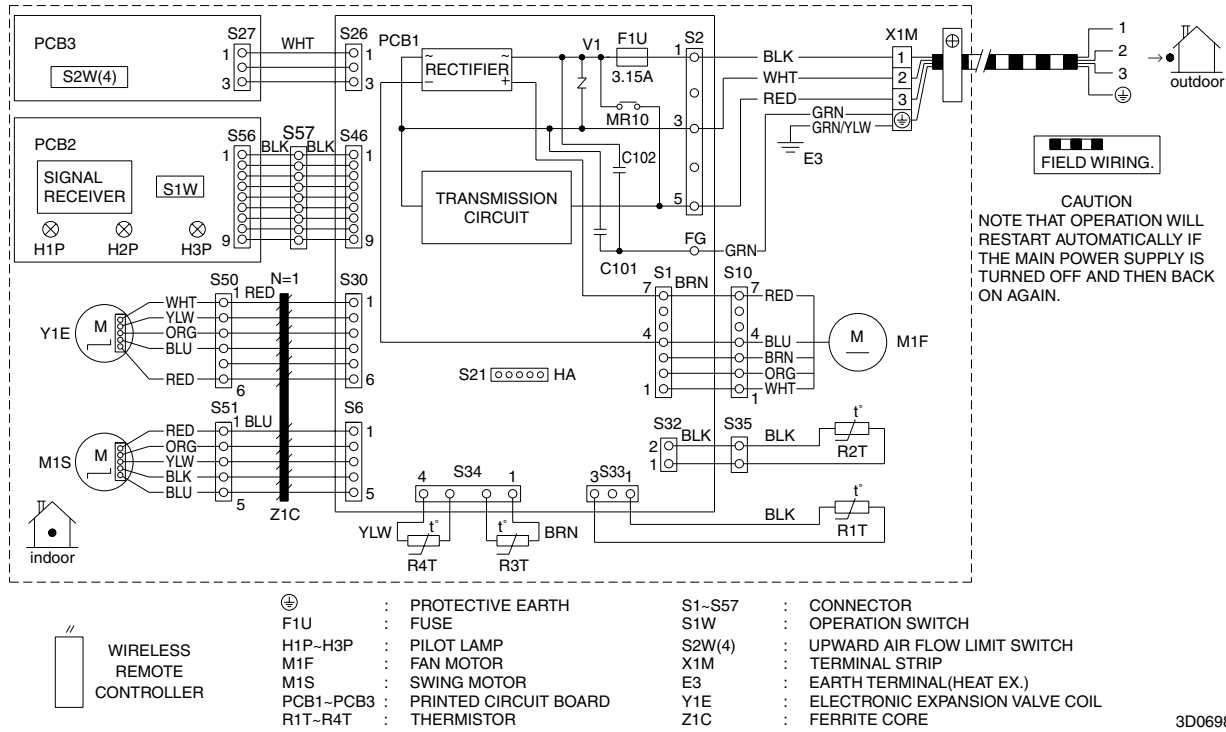 PCB3
S2W(4)
S27
1
3
WHT
S26
1
3
PCB1
RECTIFIER
~
~
−
+
V1
F1U
3.15A
MR10
S2
1
3
5
BLK
WHT
RED
GRN
GRN/YLW
E3
X1M
1
2
3
1
2
3
outdoor
FIELD WIRING.
CAUTION
NOTE THAT OPERATION WILL
RESTART AUTOMATICALLY IF
THE MAIN POWER SUPPLY IS
TURNED OFF AND THEN BACK
ON AGAIN.
PCB2
SIGNAL
RECEIVER
S1W
H1P
H2P
H3P
S56
1
9
BLK
S57
BLK
S46
1
9
TRANSMISSION
CIRCUIT
C102
C101
FG
GRN
Y1E
M
WHT
YLW
ORG
BLU
RED
S50
1
6
RED
N=1
S30
1
6
S21
HA
S1
7
4
1
BRN
S10
7
4
1
RED
BLU
BRN
ORG
WHT
M
M1F
M1S
M
RED
ORG
YLW
BLK
BLU
S51
1
5
BLU
Z1C
S6
1
5
S32
2
1
BLK
S35
BLK
t°
R2T
4
S34
1
YLW
t°
R4T
t°
R3T
BRN
3
S33
1
BLK
t°
R1T
indoor
WIRELESS
REMOTE
CONTROLLER
: PROTECTIVE EARTH
F1U : FUSE
H1P~H3P : PILOT LAMP
M1F : FAN MOTOR
M1S : SWING MOTOR
PCB1~PCB3 : PRINTED CIRCUIT BOARD
R1T~R4T : THERMISTOR
S1~S57 : CONNECTOR
S1W : OPERATION SWITCH
S2W(4) : UPWARD AIR FLOW LIMIT SWITCH
X1M : TERMINAL STRIP
E3 : EARTH TERMINAL(HEAT EX.)
Y1E : ELECTRONIC EXPANSION VALVE COIL
Z1C : FERRITE CORE